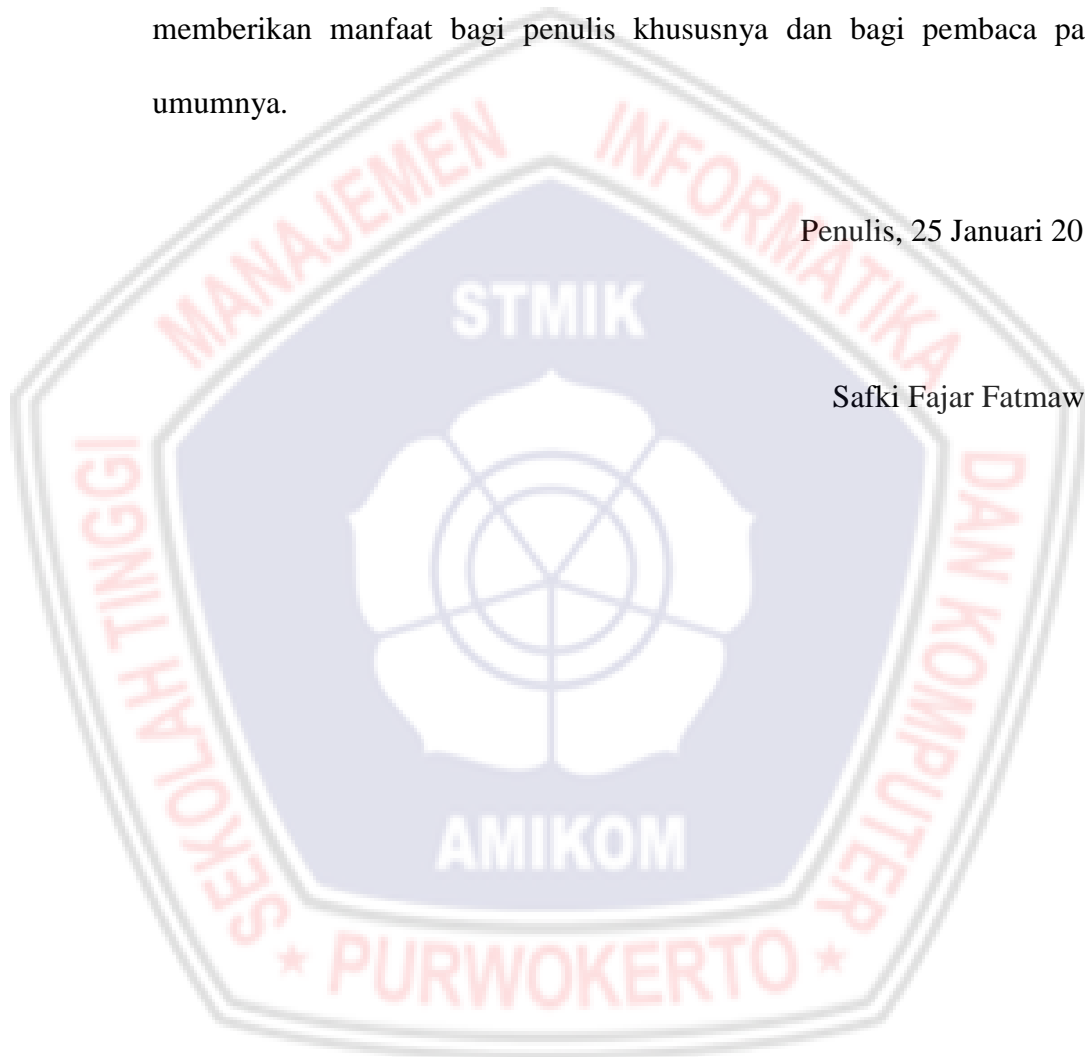 memberikan manfaat bagi penulis khususnya dan bagi pembaca pa
umumnya.
Penulis, 25 Januari 20
Safki Fajar Fatmaw
SEKOLAH TINGGI MANAJEMEN INFORMATIKA DAN KOMPUTER
STMIK
AMIKOM
★ PURWOKERTO ★